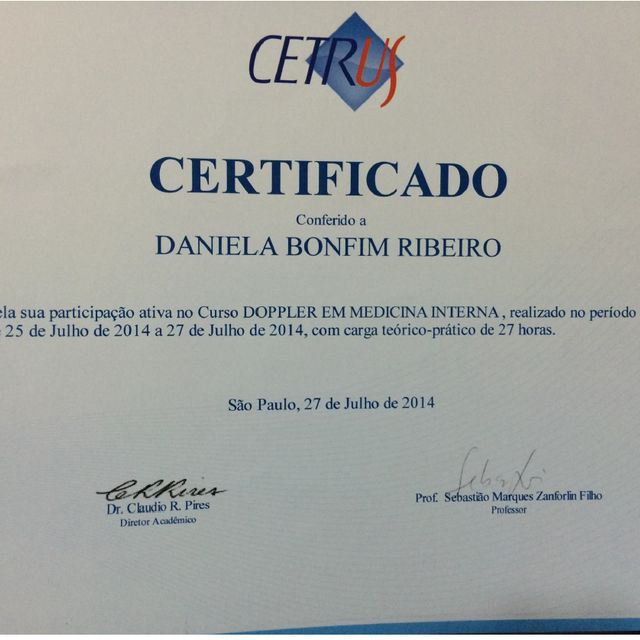 CETRUS
CERTIFICADO
Conferido a
DANIELA BONFIM RIBEIRO
ela sua participação ativa no Curso DOPPLER EM MEDICINA INTERNA, realizado no período
25 de Julho de 2014 a 27 de Julho de 2014, com carga teórico-prático de 27 horas.
São Paulo, 27 de Julho de 2014
Dr. Claudio R. Pires
Diretor Acadêmico
Prof. Sebastião Marques Zanforlin Filho
Professor